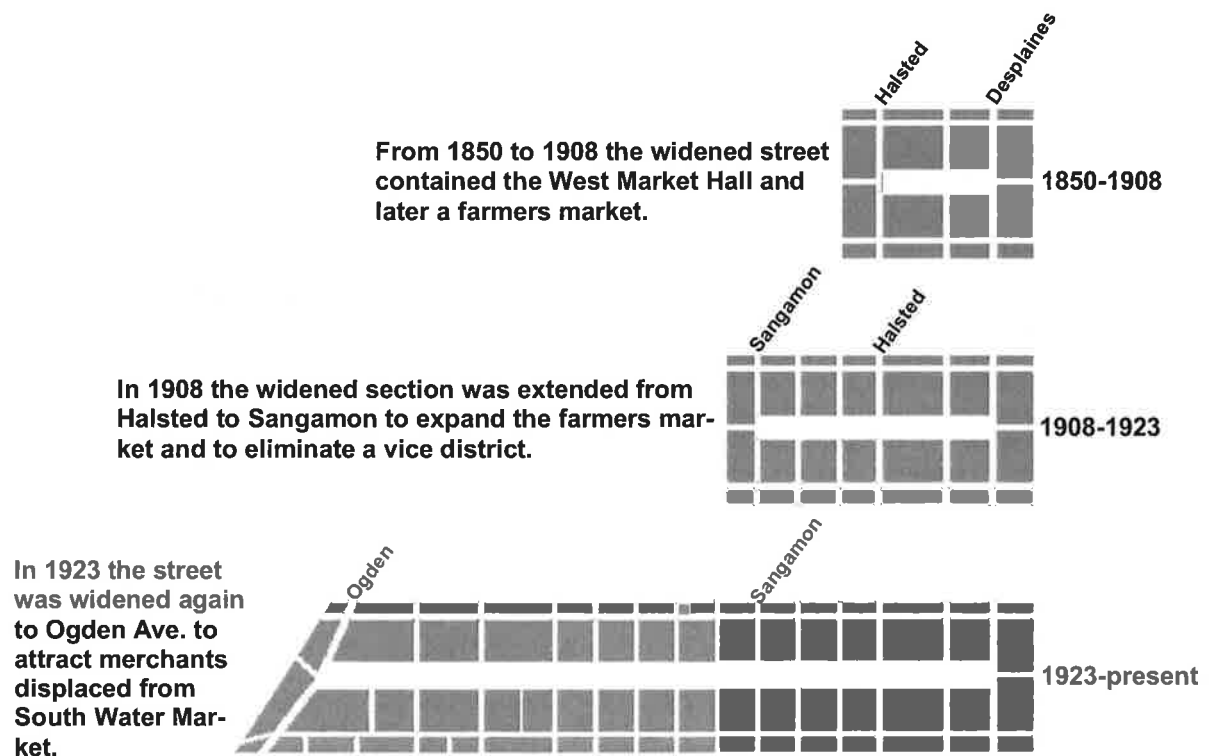 Halsted
Desplaines
From 1850 to 1908 the widened street
contained the West Market Hall and
later a farmers market.
1850-1908
Sangamon
Halsted
In 1908 the widened section was extended from
Halsted to Sangamon to expand the farmers mar-
ket and to eliminate a vice district.
1908-1923
Ogden
Sangamon
In 1923 the street
was widened again
to Ogden Ave. to
attract merchants
displaced from
South Water Mar-
ket.
1923-present